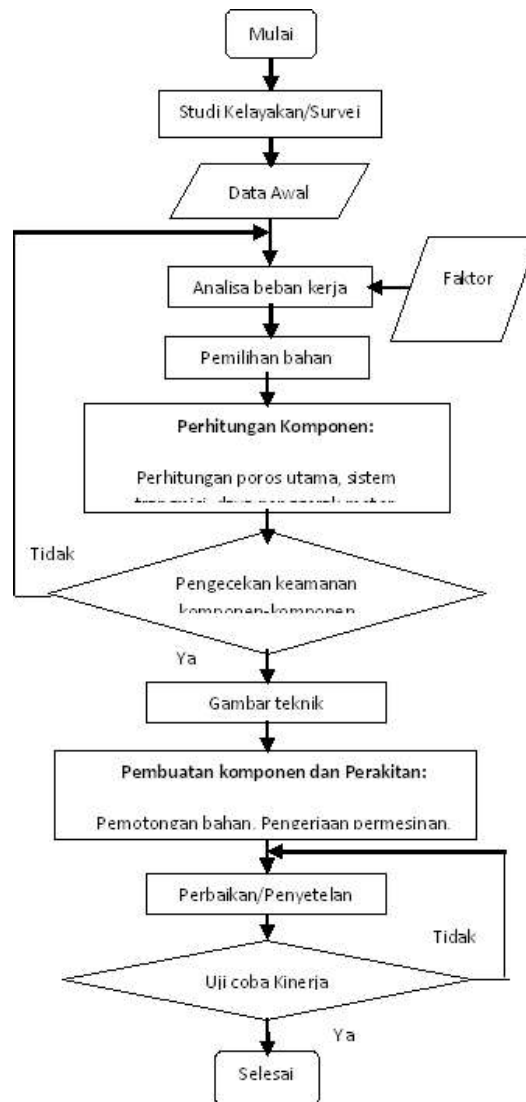 Mulai
Studi Kelayakan/Survei
Data Awal
Faktor
Analisa beban kerja
Pemilihan bahan
Perhitungan Komponen:
Perhitungan poros utama, sistem
Tidak
Pengecekan keamanan
komponen-komponen
Ya
Gambar teknik
Pembuatan komponen dan Perakitan:
Pemotongan bahan, Pengerjaan permesinan,
Perbaikan/Penyetelan
Tidak
Uji coba Kinerja
Ya
Selesai